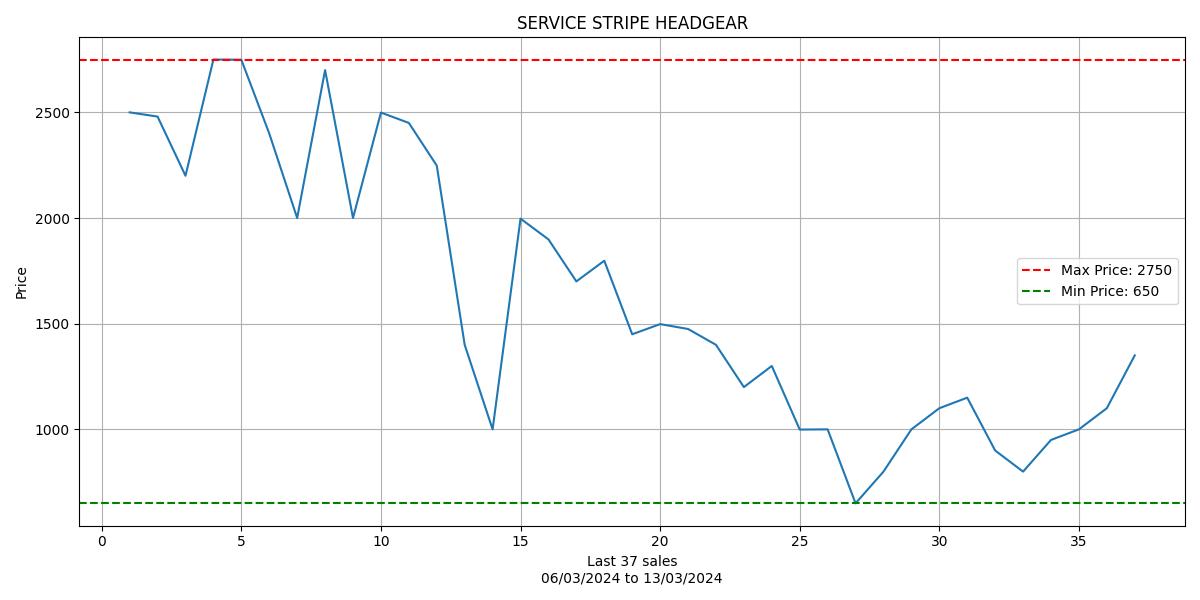 SERVICE STRIPE HEADGEAR
Price
2500
2000
1500
1000
Max Price: 2750
Min Price: 650
0 5 10 15 20 25 30 35
Last 37 sales
06/03/2024 to 13/03/2024